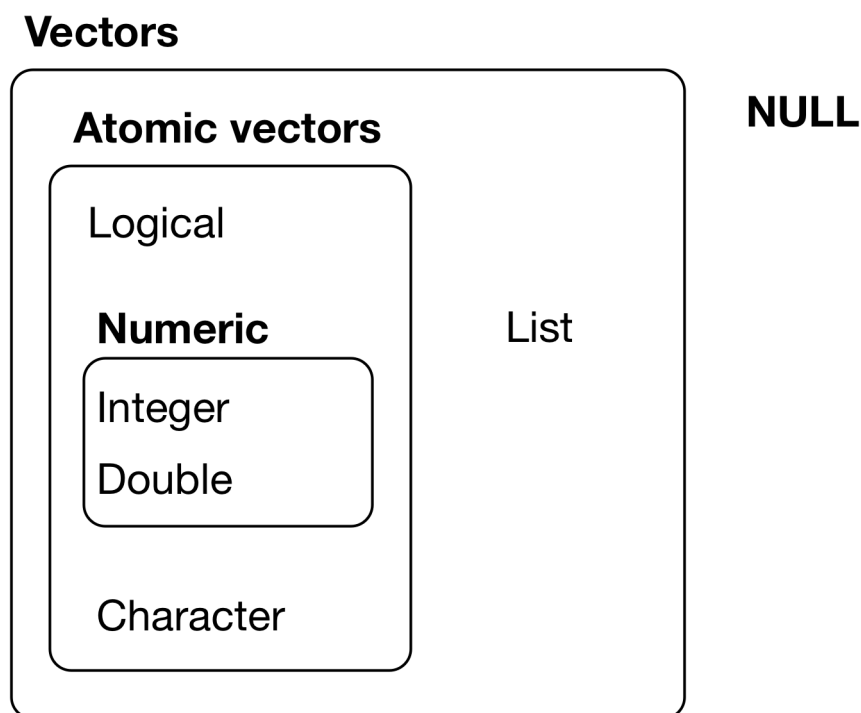 Vectors
NULL
Atomic vectors
Logical
Numeric
List
Integer
Double
Character